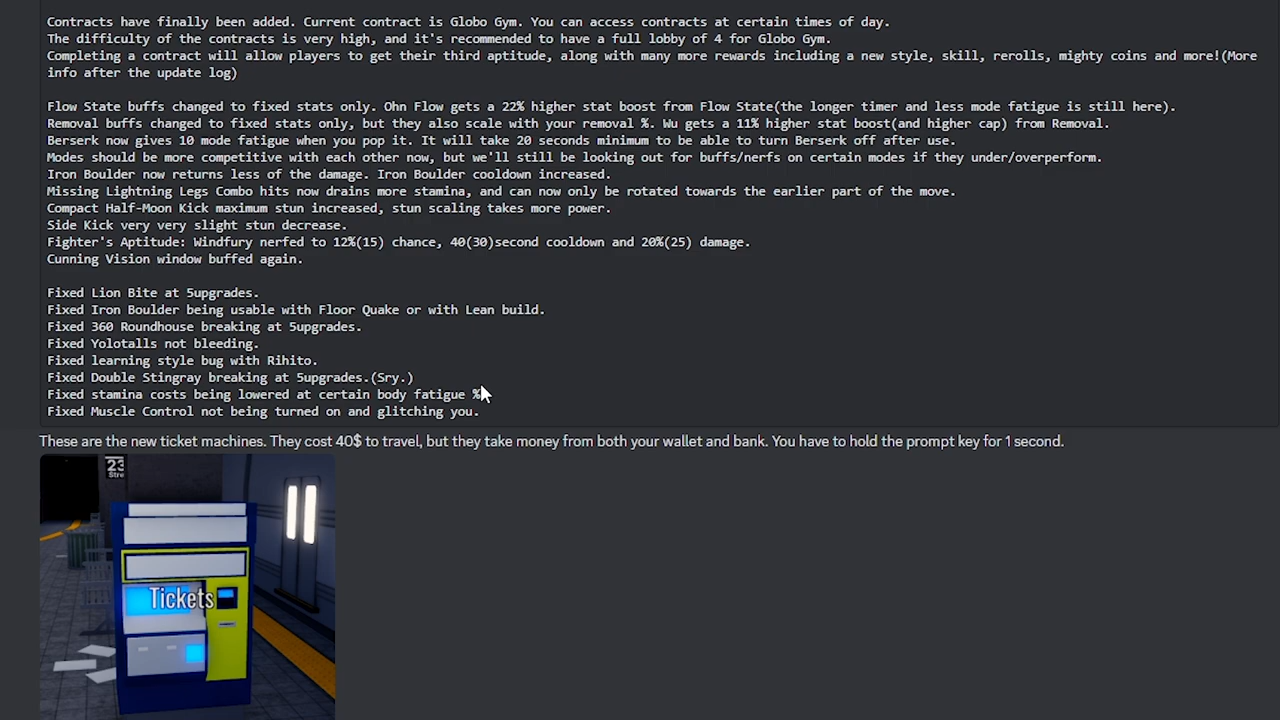 Contracts have finally been added. Current contract is Globo Gym. You can access contracts at certain times of day.
The difficulty of the contracts is very high, and it's recommended to have a full lobby of 4 for Globo Gym.
Completing a contract will allow players to get their third aptitude, along with many more rewards including a new style, skill, rerolls, mighty coins and more!(More
info after the update log)
Flow State buffs changed to fixed stats only. Ohn Flow gets a 22% higher stat boost from Flow State(the longer timer and less mode fatigue is still here).
Removal buffs changed to fixed stats only, but they also scale with your removal %. Wu gets a 11% higher stat boost(and higher cap) from Removal.
Berserk now gives 10 mode fatigue when you pop it. It will take 20 seconds minimum to be able to turn Berserk off after use.
Modes should be more competitive with each other now, but we'll still be looking out for buffs/nerfs on certain modes if they under/overperform.
Iron Boulder now returns less of the damage. Iron Boulder cooldown increased.
Missing Lightning Legs Combo hits now drains more stamina, and can now only be rotated towards the earlier part of the move.
Compact Half-Moon Kick maximum stun increased, stun scaling takes more power.
Side Kick very very slight stun decrease.
Fighter's Aptitude: Windfury nerfed to 12%(15) chance, 40(30)second cooldown and 20%(25) damage.
Cunning Vision window buffed again.
Fixed Lion Bite at 5upgrades.
Fixed Iron Boulder being usable with Floor Quake or with Lean build.
Fixed 360 Roundhouse breaking at 5upgrades.
Fixed Yolotalls not bleeding.
Fixed learning style bug with Rihito.
Fixed Double Stingray breaking at 5upgrades.(Sry.)
Fixed stamina costs being lowered at certain body fatigue %
Fixed Muscle Control not being turned on and glitching you.
These are the new ticket machines. They cost 40$ to travel, but they take money from both your wallet and bank. You have to hold the prompt key for 1 second.
23
Stre
Tickets